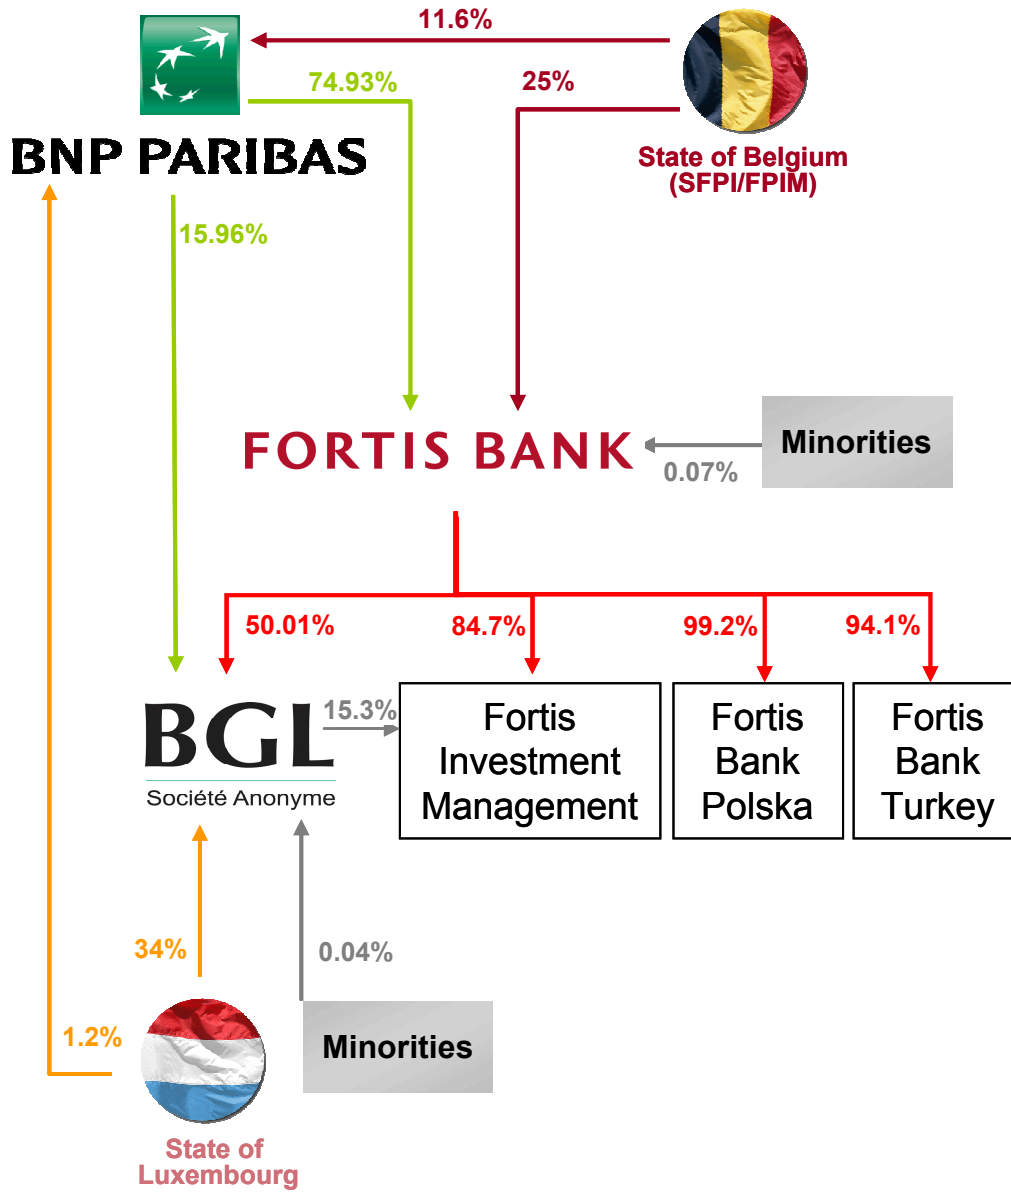 11.6%
74.93%
25%
BNP PARIBAS
State of Belgium
(SFPI/FPIM)
15.96%
FORTIS BANK
Minorities
0.07%
50.01%
84.7%
99.2%
94.1%
BGL
Société Anonyme
15.3%
Fortis
Investment
Management
Fortis
Bank
Polska
Fortis
Bank
Turkey
34%
0.04%
1.2%
Minorities
State of
Luxembourg